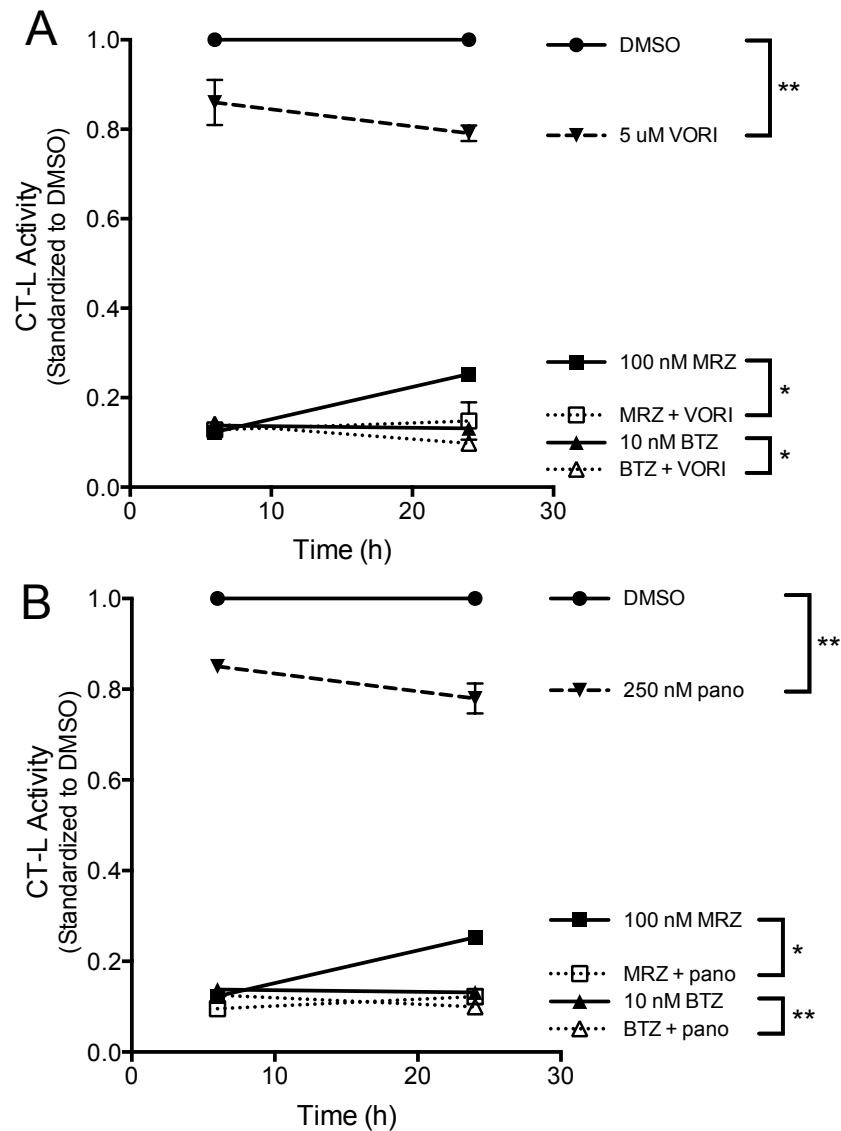 A
1.0
0.8
0.6
0.4
0.2
0.0
CT-L Activity
(Standardized to DMSO)
0
10
20
30
Time (h)
DMSO
**
5 uM VORI
100 nM MRZ
*
MRZ + VORI
10 nM BTZ
*
BTZ + VORI
B
1.0
0.8
0.6
0.4
0.2
0.0
CT-L Activity
(Standardized to DMSO)
0
10
20
30
Time (h)
DMSO
**
250 nM pano
100 nM MRZ
*
MRZ + pano
10 nM BTZ
**
BTZ + pano